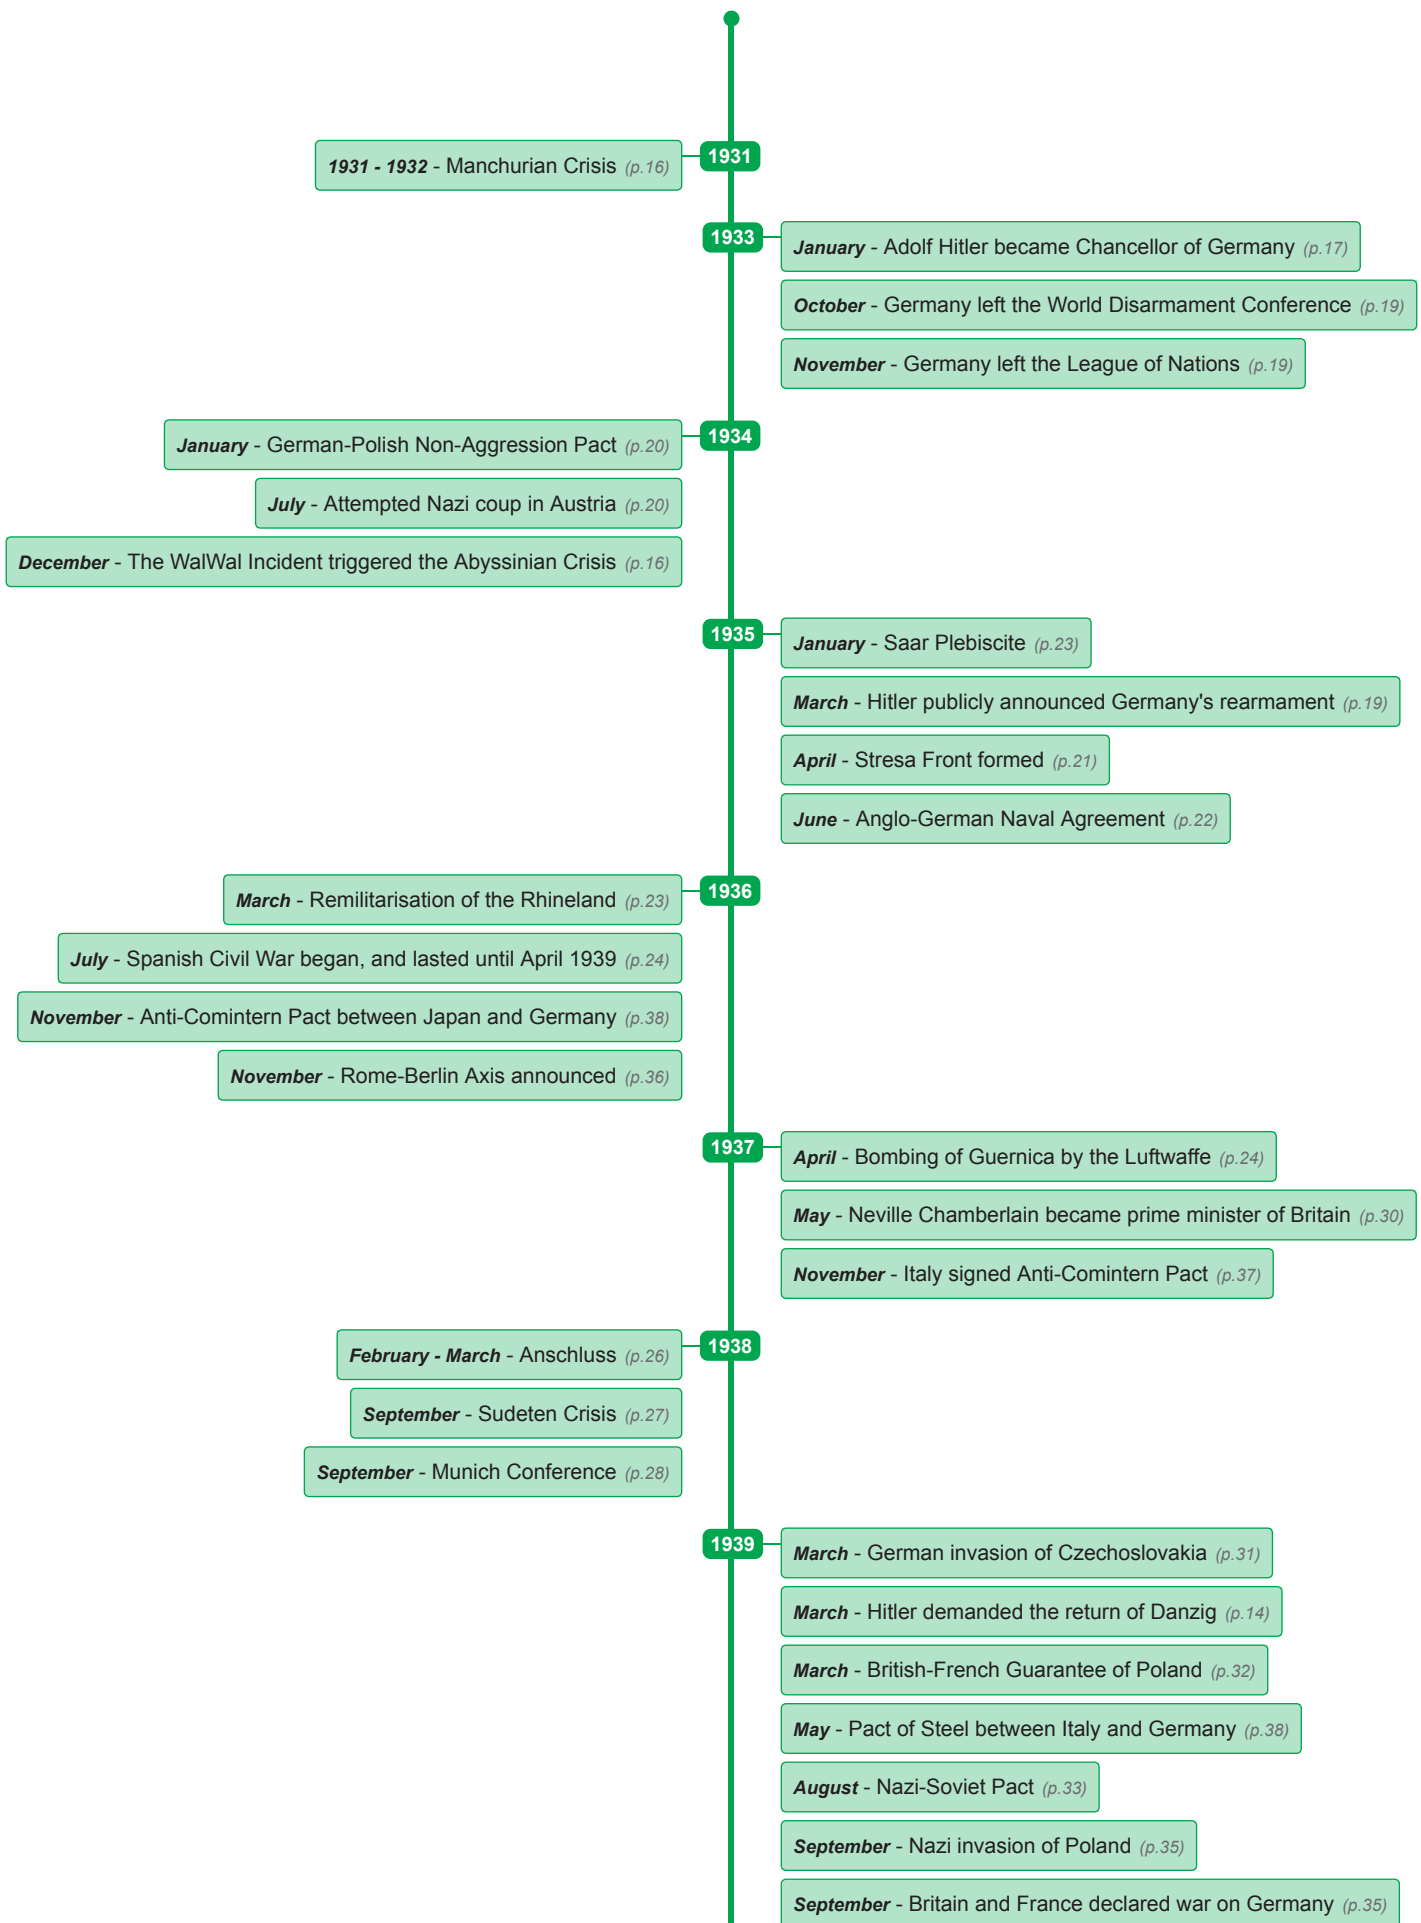 1931
1931 - 1932 - Manchurian Crisis (p.16)
1933
January - Adolf Hitler became Chancellor of Germany (p.17)
October - Germany left the World Disarmament Conference (p.19)
November - Germany left the League of Nations (p.19)
1934
January - German-Polish Non-Aggression Pact (p.20)
July - Attempted Nazi coup in Austria (p.20)
December - The WalWal Incident triggered the Abyssinian Crisis (p.16)
1935
January - Saar Plebiscite (p.23)
March - Hitler publicly announced Germany's rearmament (p.19)
April - Stresa Front formed (p.21)
June - Anglo-German Naval Agreement (p.22)
1936
March - Remilitarisation of the Rhineland (p.23)
July - Spanish Civil War began, and lasted until April 1939 (p.24)
November - Anti-Comintern Pact between Japan and Germany (p.38)
November - Rome-Berlin Axis announced (p.36)
1937
April - Bombing of Guernica by the Luftwaffe (p.24)
May - Neville Chamberlain became prime minister of Britain (p.30)
November - Italy signed Anti-Comintern Pact (p.37)
1938
February - March - Anschluss (p.26)
September - Sudeten Crisis (p.27)
September - Munich Conference (p.28)
1939
March - German invasion of Czechoslovakia (p.31)
March - Hitler demanded the return of Danzig (p.14)
March - British-French Guarantee of Poland (p.32)
May - Pact of Steel between Italy and Germany (p.38)
August - Nazi-Soviet Pact (p.33)
September - Nazi invasion of Poland (p.35)
September - Britain and France declared war on Germany (p.35)